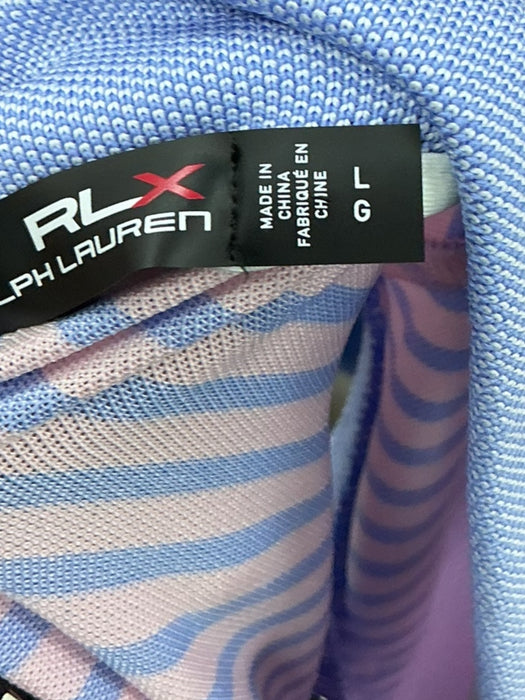 RLX
LPH LAUREN
MADE IN
CHINA
FABRIQUÉ EN
CHINE
L
G